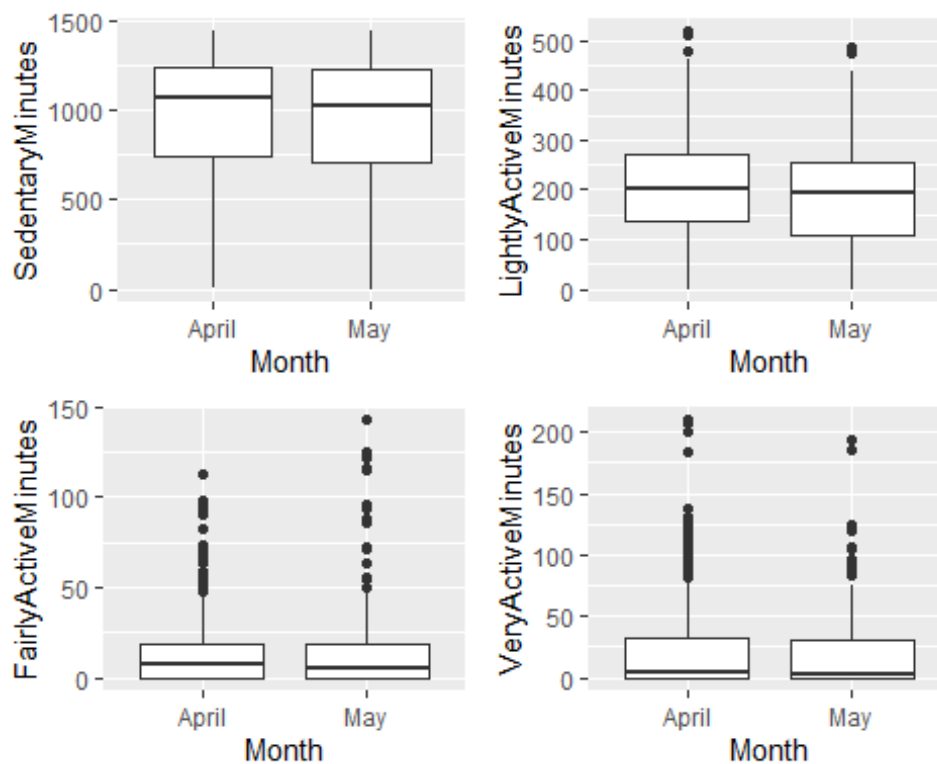 SedentaryMinutes
1500
1000
500
0
April May
Month
LightlyActiveMinutes
500
400
300
200
100
0
April May
Month
FairlyActiveMinutes
150
100
50
0
April May
Month
VeryActiveMinutes
200
150
100
50
0
April May
Month